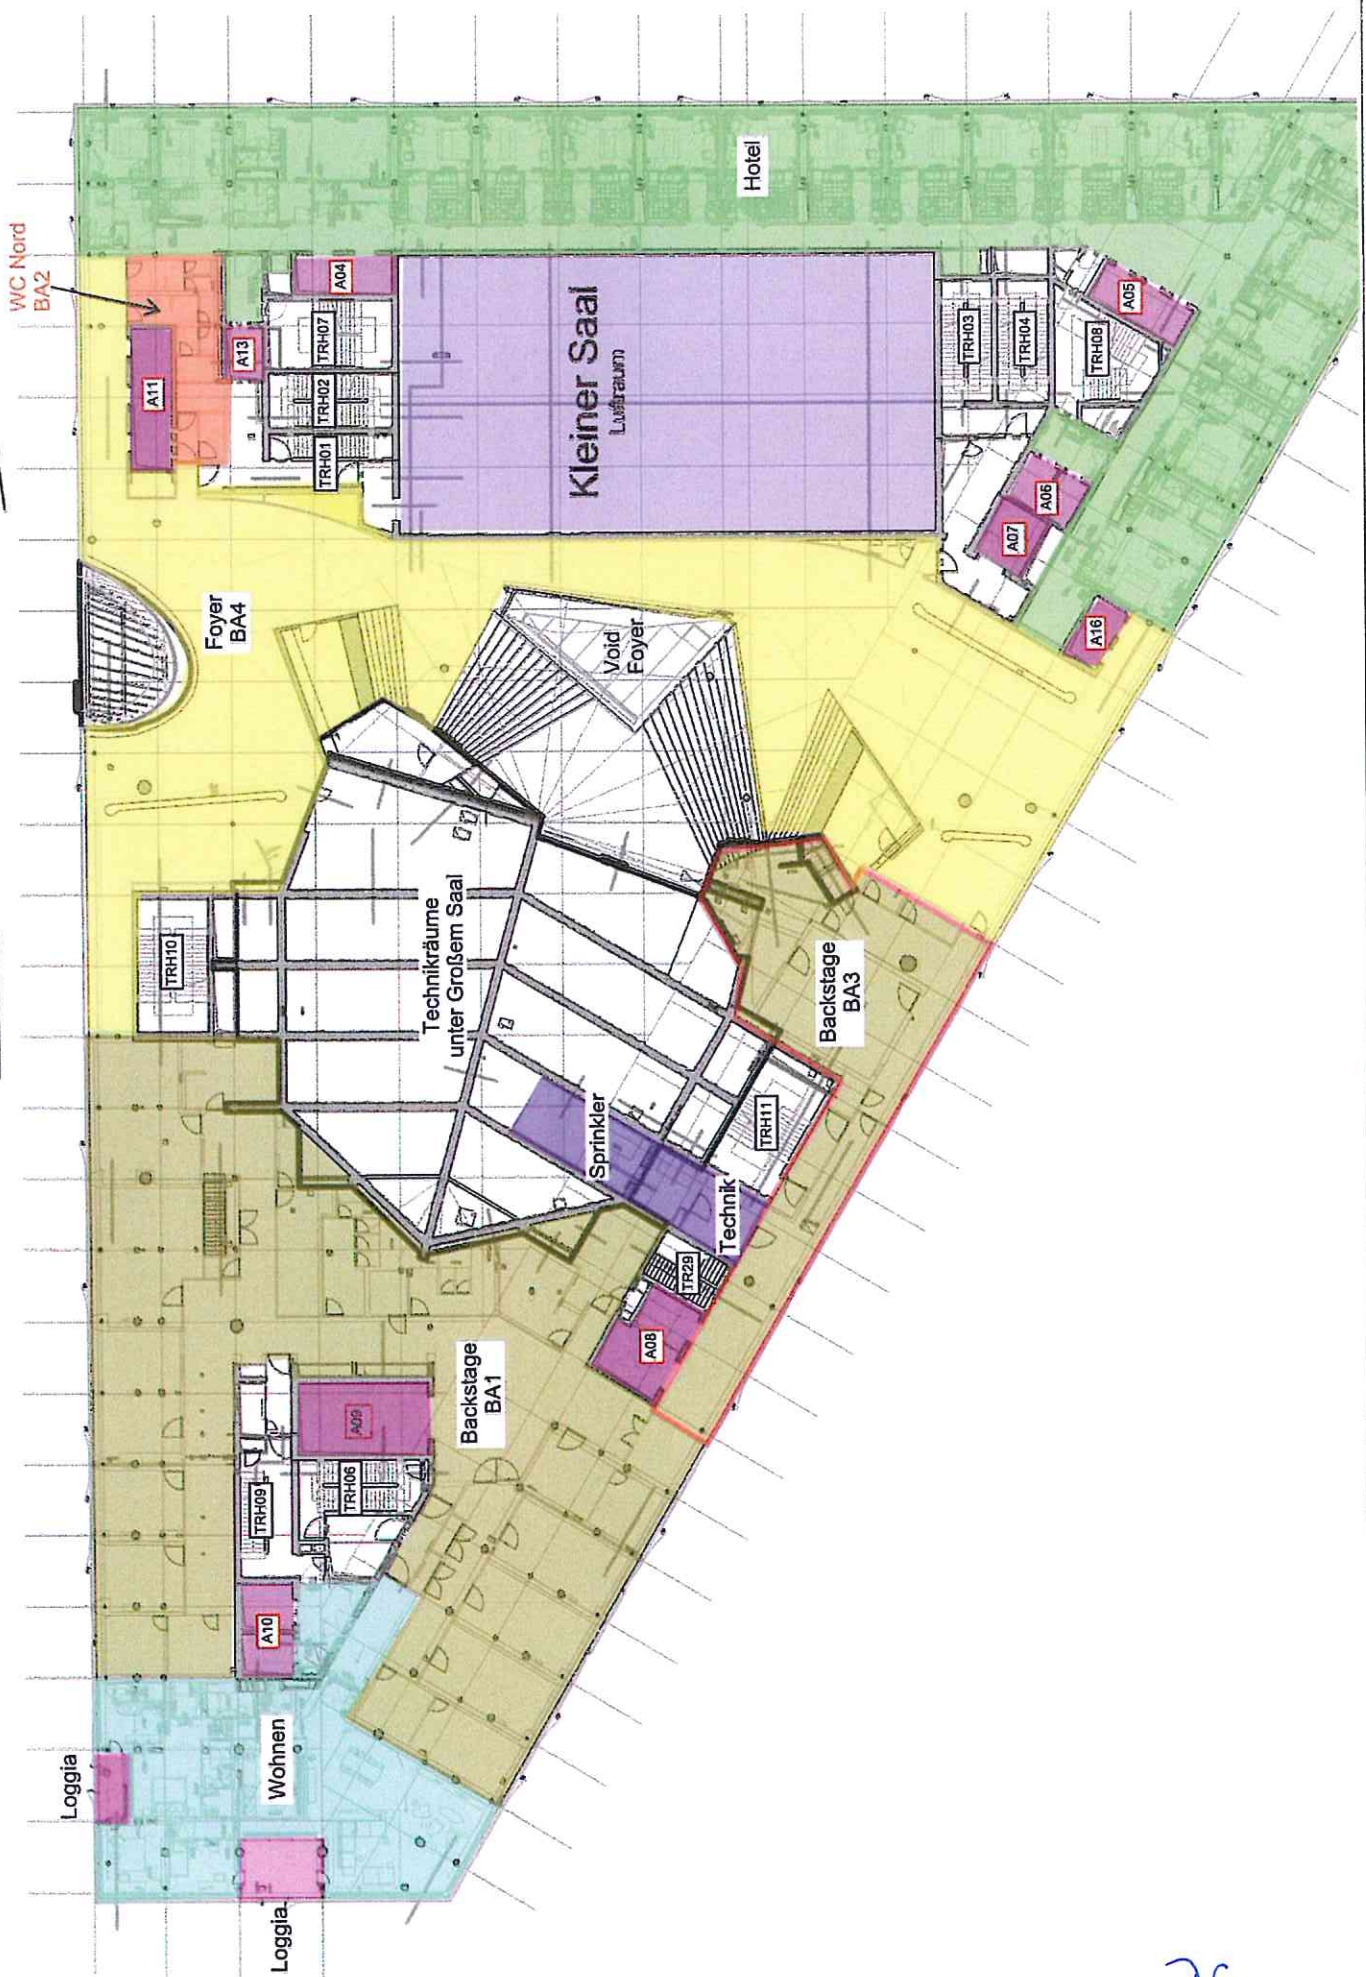 WC Nord
BA2
Hotel
A04
A13
A11
TRH07
TRH02
TRH01
Kleiner Saal
Luftraum
TRH03
TRH04
TRH08
A05
A06
A07
A16
Foyer
BA4
Void
Foyer
TRH10
Technikräume
unter Großem Saal
Backstage
BA3
Sprinkler
TRH11
Technik
TR29
A08
Backstage
BA1
A09
TRH09
TRH06
A10
Wohnen
Loggia
Loggia